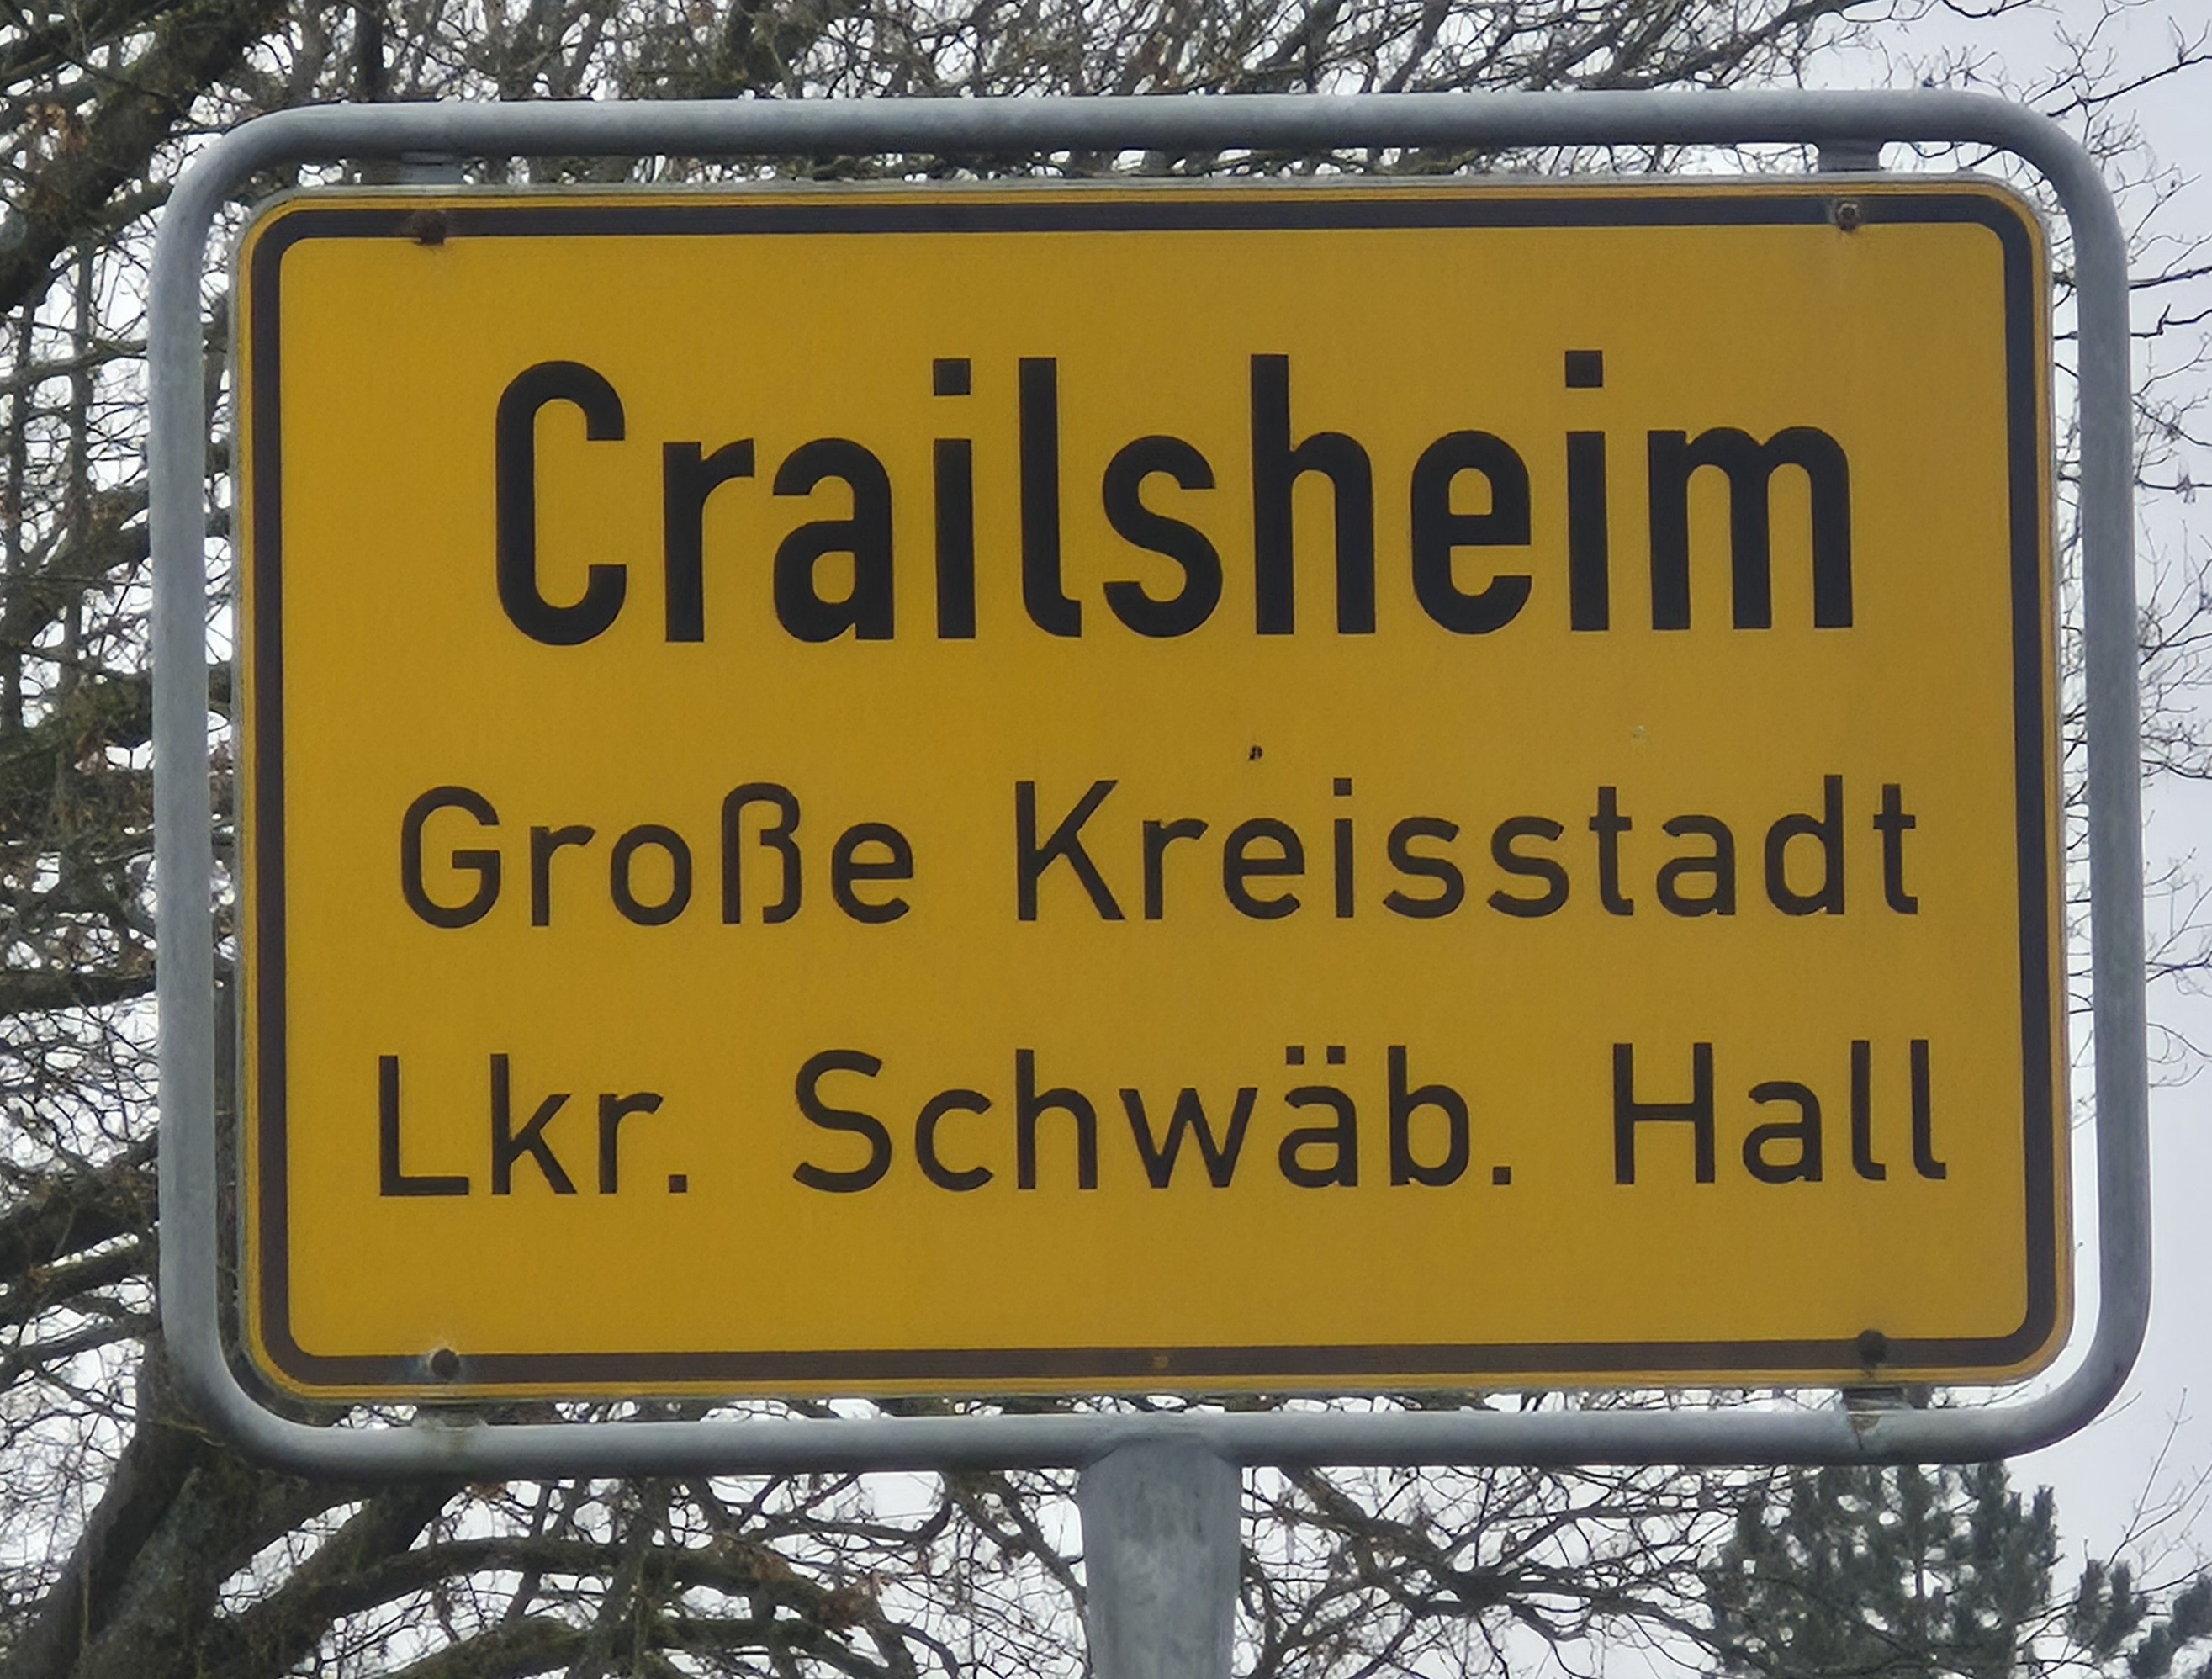 Crailsheim
Große Kreisstadt
Lkr. Schwäb. Hall